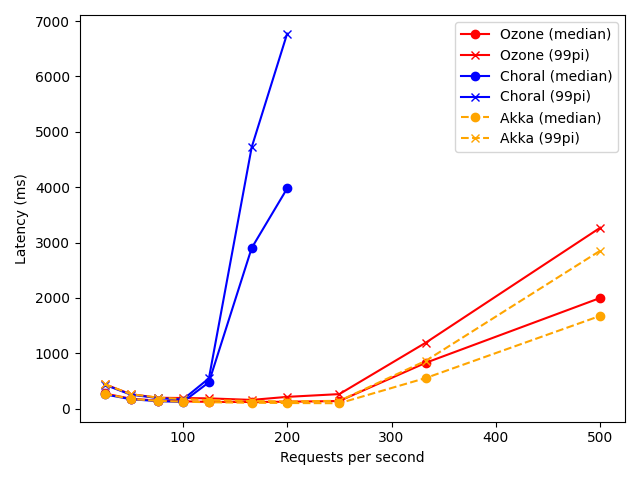 7000
6000
5000
4000
3000
2000
1000
0
Latency (ms)
100
200
300
400
500
Requests per second
Ozone (median)
Ozone (99pi)
Choral (median)
Choral (99pi)
Akka (median)
Akka (99pi)